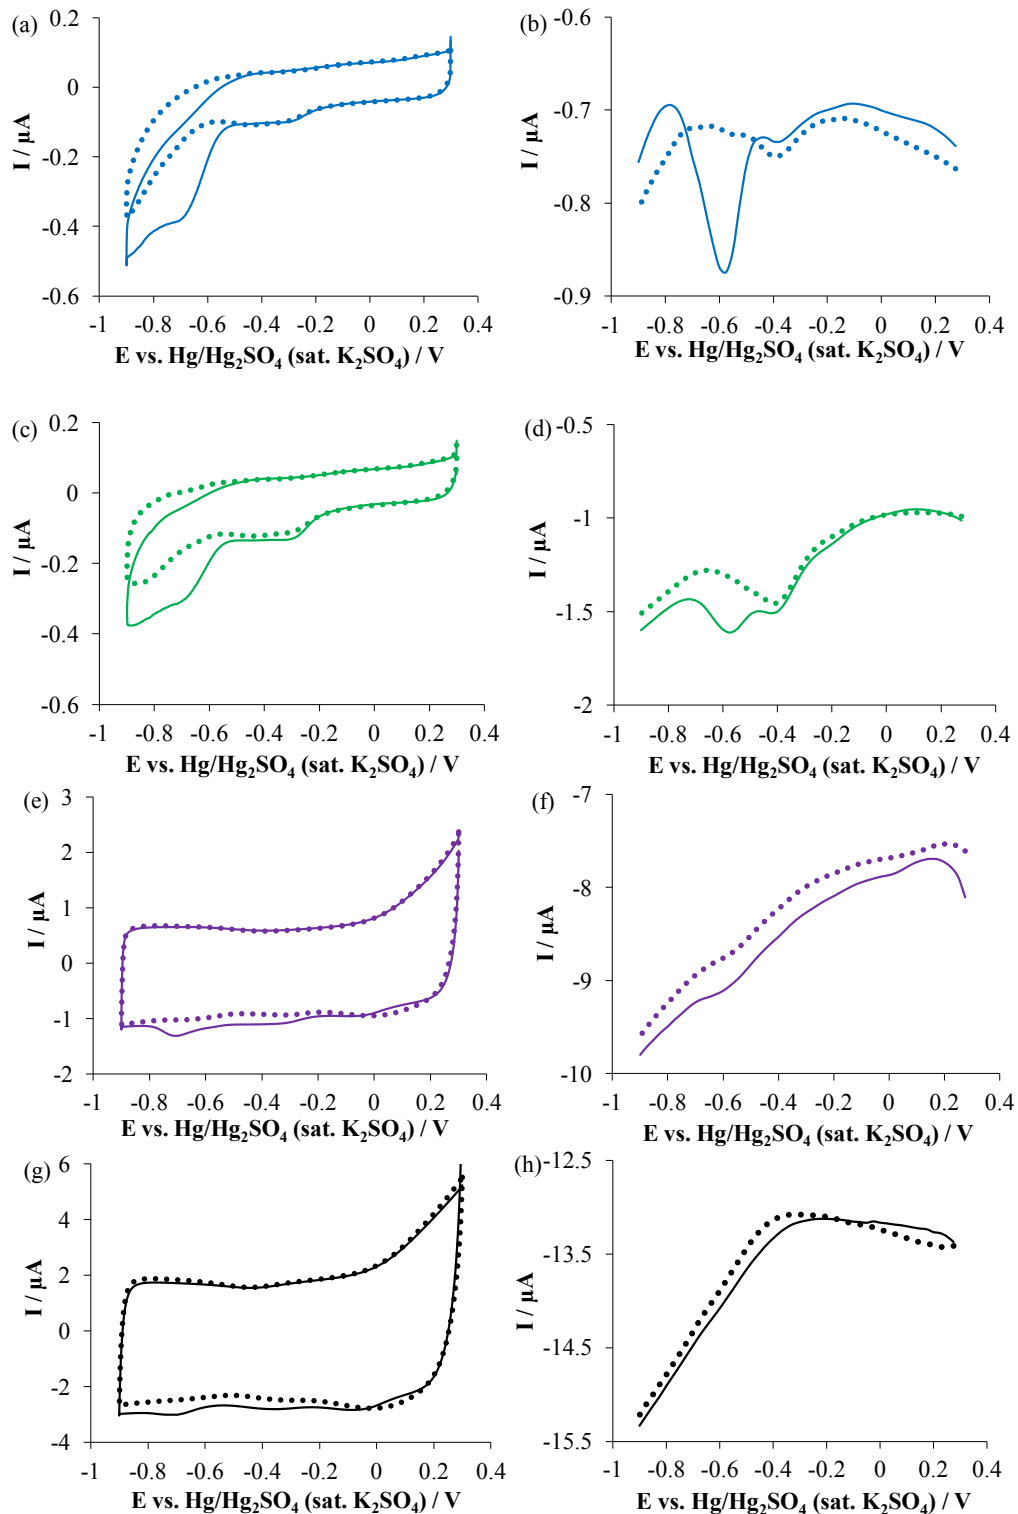 (a)
0.2
0
-0.2
-0.4
-0.6
I / µA
-1 -0.8 -0.6 -0.4 -0.2 0 0.2 0.4
E vs. Hg/Hg₂SO₄ (sat. K₂SO₄) / V
(b)
-0.6
-0.7
-0.8
-0.9
I / µA
-1 -0.8 -0.6 -0.4 -0.2 0 0.2 0.4
E vs. Hg/Hg₂SO₄ (sat. K₂SO₄) / V
(c)
0.2
0
-0.2
-0.4
-0.6
I / µA
-1 -0.8 -0.6 -0.4 -0.2 0 0.2 0.4
E vs. Hg/Hg₂SO₄ (sat. K₂SO₄) / V
(d)
-0.5
-1
-1.5
-2
I / µA
-1 -0.8 -0.6 -0.4 -0.2 0 0.2 0.4
E vs. Hg/Hg₂SO₄ (sat. K₂SO₄) / V
(e)
3
2
1
0
-1
-2
I / µA
-1 -0.8 -0.6 -0.4 -0.2 0 0.2 0.4
E vs. Hg/Hg₂SO₄ (sat. K₂SO₄) / V
(f)
-7
-8
-9
-10
I / µA
-1 -0.8 -0.6 -0.4 -0.2 0 0.2 0.4
E vs. Hg/Hg₂SO₄ (sat. K₂SO₄) / V
(g)
6
4
2
0
-2
-4
I / µA
-1 -0.8 -0.6 -0.4 -0.2 0 0.2 0.4
E vs. Hg/Hg₂SO₄ (sat. K₂SO₄) / V
(h)
-12.5
-13.5
-14.5
-15.5
I / µA
-1 -0.8 -0.6 -0.4 -0.2 0 0.2 0.4
E vs. Hg/Hg₂SO₄ (sat. K₂SO₄) / V